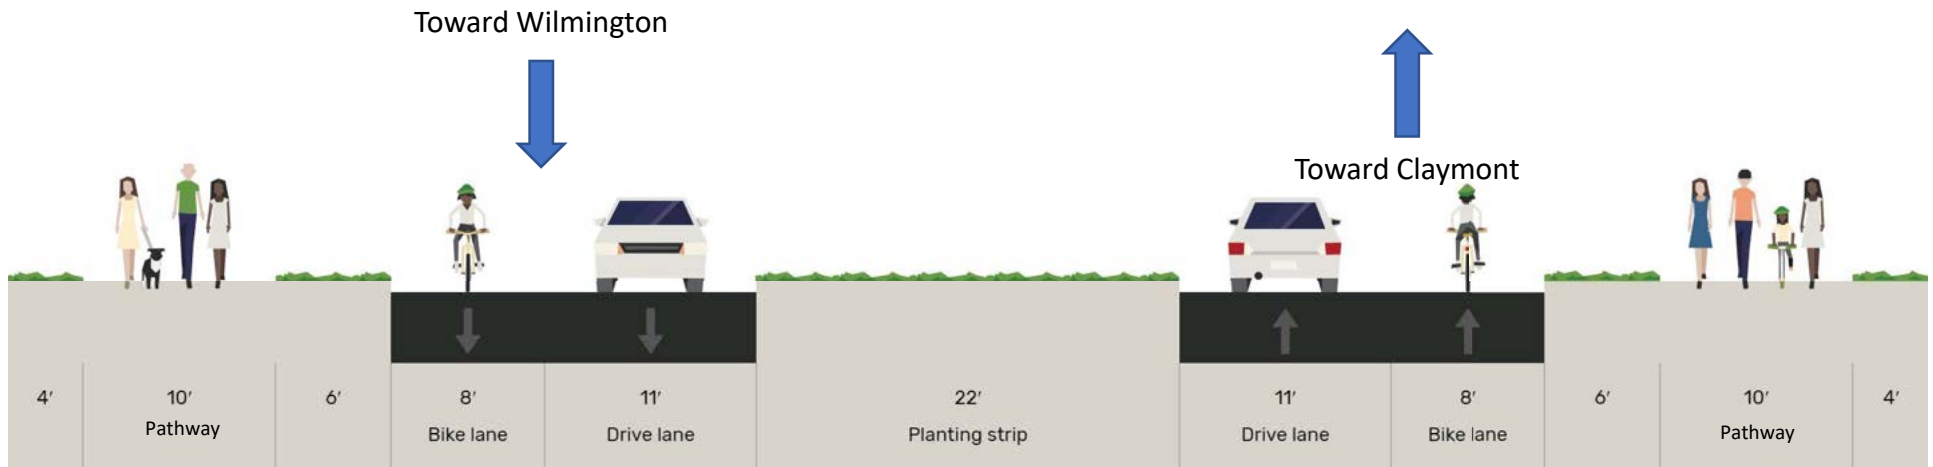 Toward Wilmington
Toward Claymont
4′ 10′ 6′ 8′ 11′ 22′ 11′ 8′ 6′ 10′ 4′
Pathway Bike lane Drive lane Planting strip Drive lane Bike lane Pathway